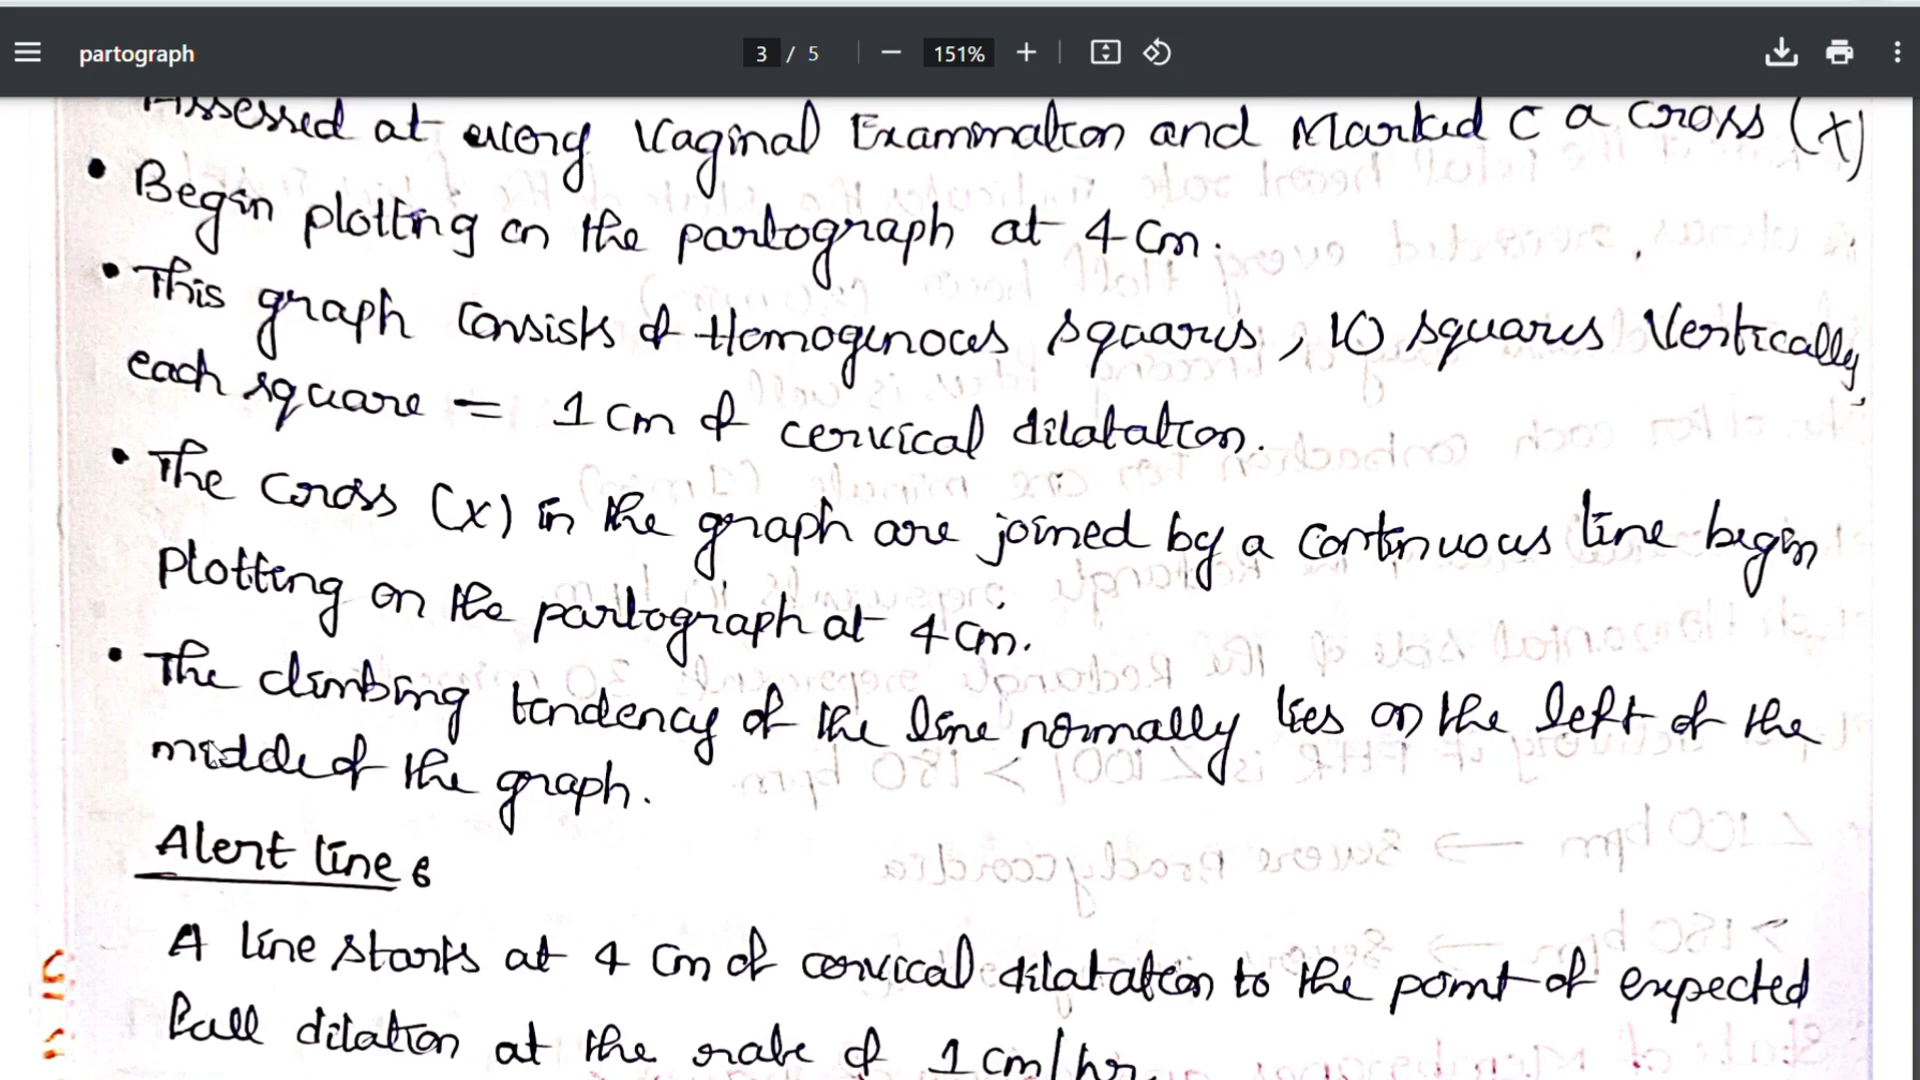 partograph
3 / 5
151%
Assessed at every Vaginal Examination and Marked C a cross (X)
• Begin plotting on the partograph at 4 cm.
• This graph consists of Homogenous squares, 10 squares vertically,
each square = 1 cm of cervical dilatation.
• The cross (X) in the graph are joined by a continuous line begin
plotting on the partograph at 4 cm.
• The climbing tendency of the line normally lies on the left of the
middle of the graph.
Alert line :
A line starts at 4 cm of cervical dilatation to the point of expected
full dilation at the rate of 1 cm/hr.